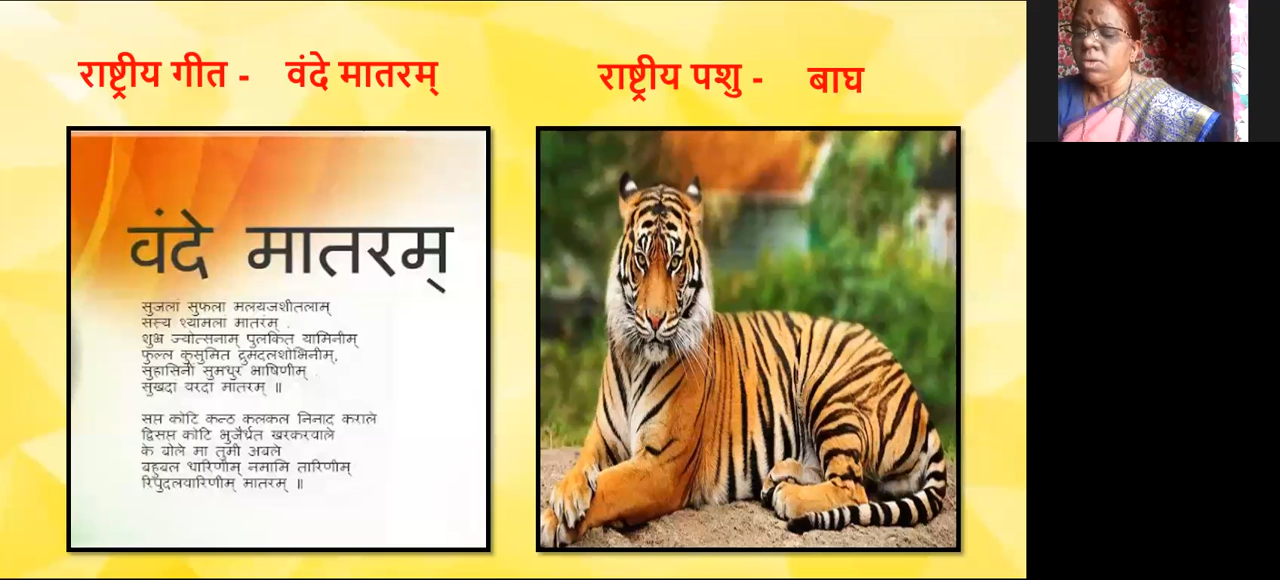 राष्ट्रीय गीत - वंदे मातरम्
राष्ट्रीय पशु - बाघ
वंदे मातरम्
सुजलां सुफलां मलयजशीतलाम्
सस्य श्यामलां मातरम् .
शुभ्र ज्योत्सनाम् पुलकित यामिनीम्
फुल्ल कुसुमित द्रुमदलशोभिनीम्,
सुहासिनीं सुमधुर भाषिणीम् .
सुखदां वरदां मातरम् ॥
सप्त कोटि कन्ठ कलकल निनाद कराले
द्विसप्त कोटि भुजैर्ध्रत खरकरवाले
के बोले मा तुमी अबले
बहुबल धारिणीम् नमामि तारिणीम्
रिपुदलवारिणीम् मातरम् ॥